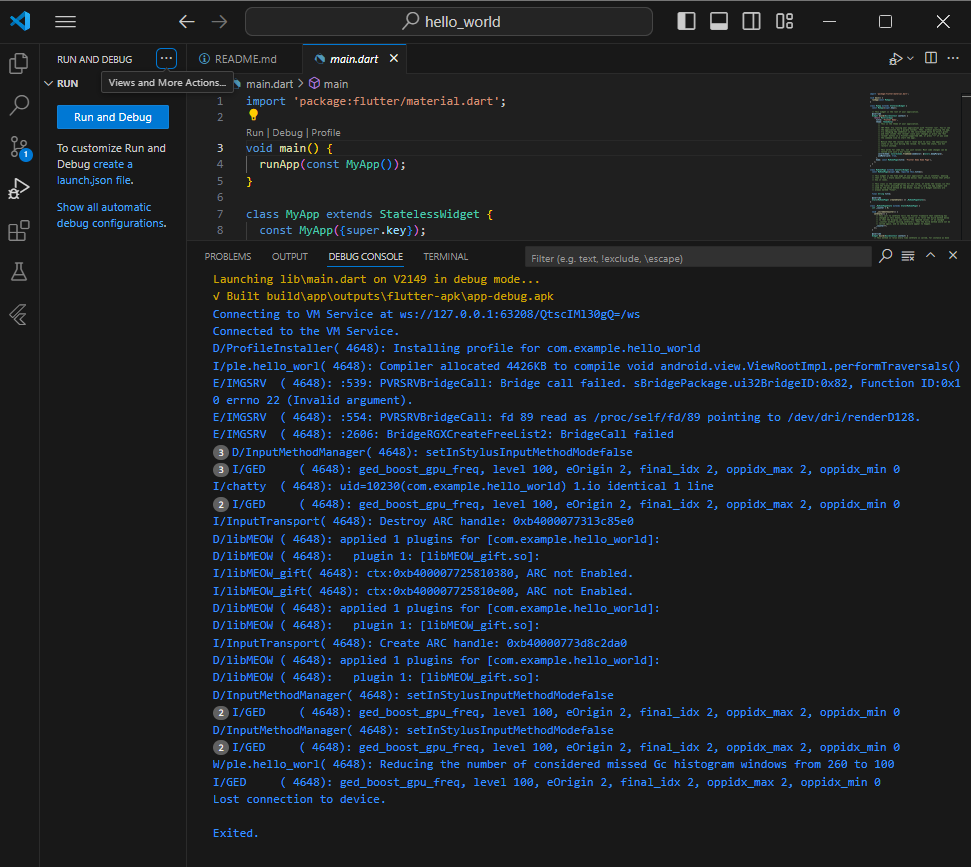 hello_world
RUN AND DEBUG
README.md
main.dart
RUN
Views and More Actions...
main.dart > main
Run and Debug
To customize Run and
Debug create a
launch.json file.
Show all automatic
debug configurations.
1
1 import 'package:flutter/material.dart';
2
Run | Debug | Profile
3 void main() {
4 runApp(const MyApp());
5 }
6
7 class MyApp extends StatelessWidget {
8 const MyApp({super.key});
PROBLEMS OUTPUT DEBUG CONSOLE TERMINAL
Filter (e.g. text, !exclude, \escape)
Launching lib\main.dart on V2149 in debug mode...
√ Built build\app\outputs\flutter-apk\app-debug.apk
Connecting to VM Service at ws://127.0.0.1:63208/QtscIMl30gQ=/ws
Connected to the VM Service.
D/ProfileInstaller( 4648): Installing profile for com.example.hello_world
I/ple.hello_worl( 4648): Compiler allocated 4426KB to compile void android.view.ViewRootImpl.performTraversals()
E/IMGSRV ( 4648): :539: PVRSRVBridgeCall: Bridge call failed. sBridgePackage.ui32BridgeID:0x82, Function ID:0x1
0 errno 22 (Invalid argument).
E/IMGSRV ( 4648): :554: PVRSRVBridgeCall: fd 89 read as /proc/self/fd/89 pointing to /dev/dri/renderD128.
E/IMGSRV ( 4648): :2606: BridgeRGXCreateFreeList2: BridgeCall failed
3 D/InputMethodManager( 4648): setInStylusInputMethodModefalse
3 I/GED ( 4648): ged_boost_gpu_freq, level 100, eOrigin 2, final_idx 2, oppidx_max 2, oppidx_min 0
I/chatty ( 4648): uid=10230(com.example.hello_world) 1.io identical 1 line
2 I/GED ( 4648): ged_boost_gpu_freq, level 100, eOrigin 2, final_idx 2, oppidx_max 2, oppidx_min 0
I/InputTransport( 4648): Destroy ARC handle: 0xb4000077313c85e0
D/libMEOW ( 4648): applied 1 plugins for [com.example.hello_world]:
D/libMEOW ( 4648): plugin 1: [libMEOW_gift.so]:
I/libMEOW_gift( 4648): ctx:0xb400007725810380, ARC not Enabled.
I/libMEOW_gift( 4648): ctx:0xb400007725810e00, ARC not Enabled.
D/libMEOW ( 4648): applied 1 plugins for [com.example.hello_world]:
D/libMEOW ( 4648): plugin 1: [libMEOW_gift.so]:
I/InputTransport( 4648): Create ARC handle: 0xb40000773d8c2da0
D/libMEOW ( 4648): applied 1 plugins for [com.example.hello_world]:
D/libMEOW ( 4648): plugin 1: [libMEOW_gift.so]:
D/InputMethodManager( 4648): setInStylusInputMethodModefalse
2 I/GED ( 4648): ged_boost_gpu_freq, level 100, eOrigin 2, final_idx 2, oppidx_max 2, oppidx_min 0
D/InputMethodManager( 4648): setInStylusInputMethodModefalse
2 I/GED ( 4648): ged_boost_gpu_freq, level 100, eOrigin 2, final_idx 2, oppidx_max 2, oppidx_min 0
W/ple.hello_worl( 4648): Reducing the number of considered missed Gc histogram windows from 260 to 100
I/GED ( 4648): ged_boost_gpu_freq, level 100, eOrigin 2, final_idx 2, oppidx_max 2, oppidx_min 0
Lost connection to device.
Exited.